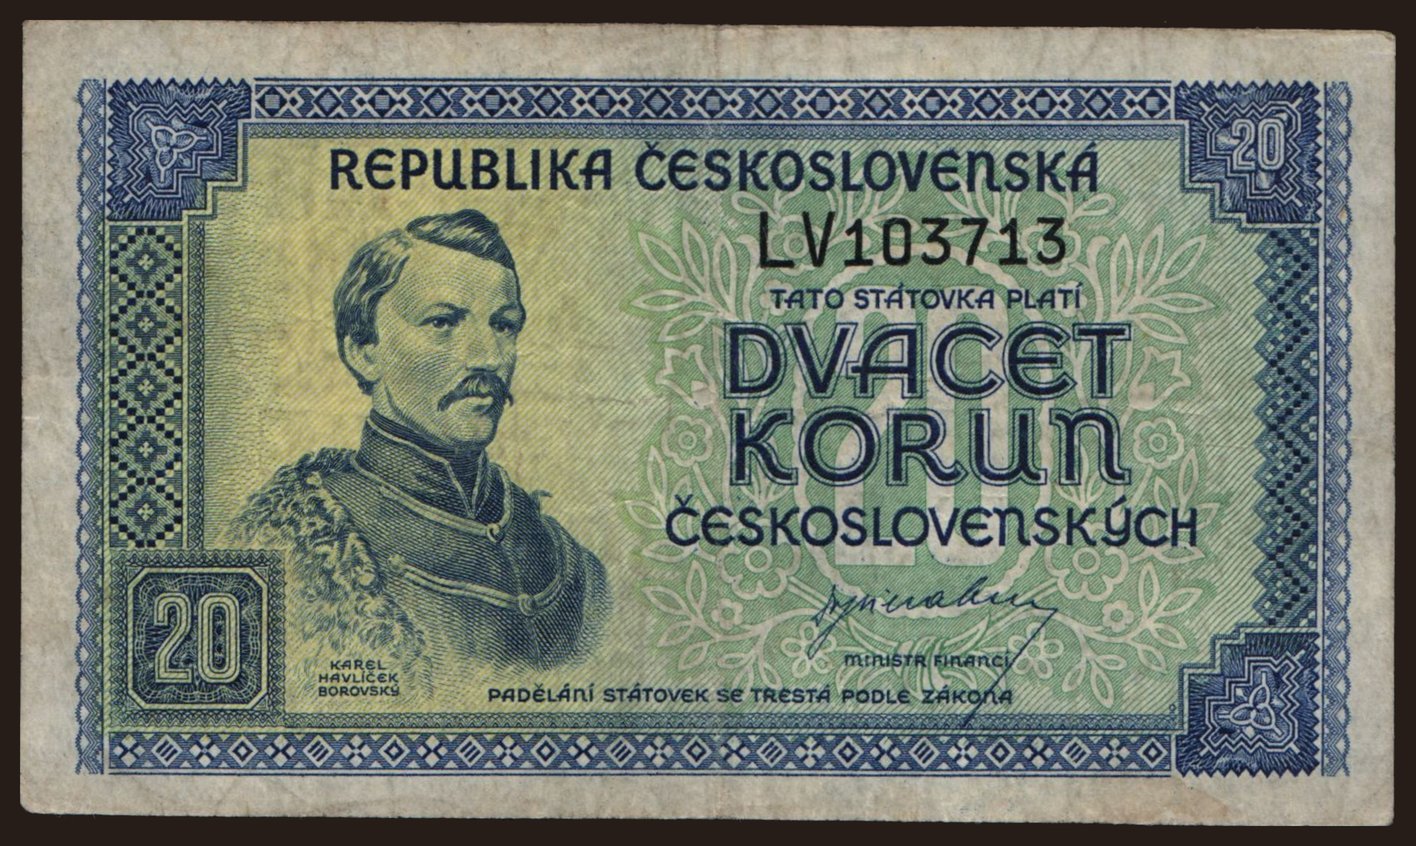 20
REPUBLIKA ČESKOSLOVENSKÁ
LV103713
TATO STÁTOVKA PLATÍ
DVACET
KORUN
ČESKOSLOVENSKÝCH
20
20
KAREL
HAVLÍČEK
BOROVSKÝ
MINISTR FINANCÍ
PADĚLÁNÍ STÁTOVEK SE TRESTÁ PODLE ZÁKONA